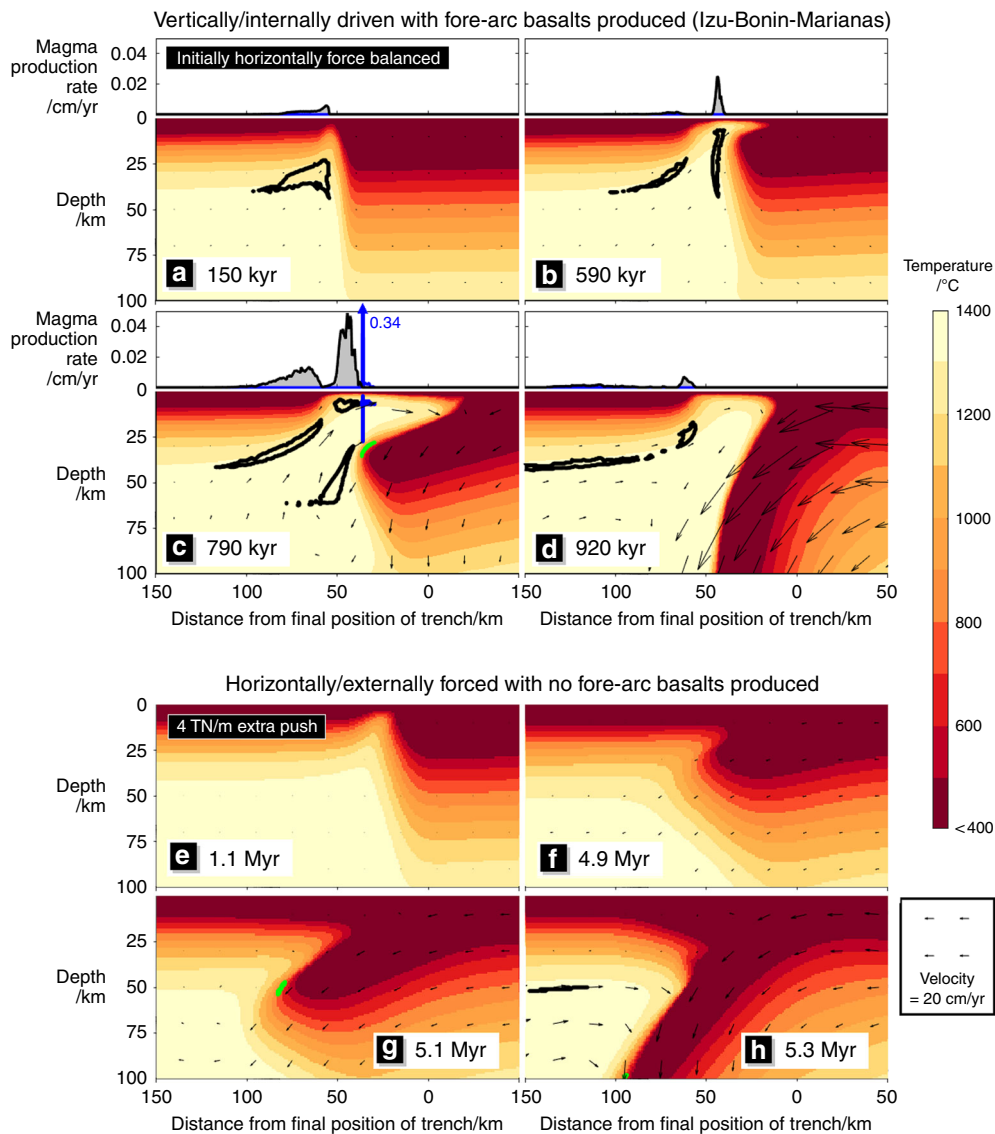 Vertically/internally driven with fore-arc basalts produced (Izu-Bonin-Marianas)
Magma
production
rate
/cm/yr
0.04
0.02
0
Initially horizontally force balanced
Depth
/km
25
50
75
100
a 150 kyr
b 590 kyr
Magma
production
rate
/cm/yr
0.04
0.02
0
0.34
Depth
/km
25
50
75
100
c 790 kyr
d 920 kyr
150 100 50 0 50
150 100 50 0 50
Distance from final position of trench/km
Distance from final position of trench/km
Temperature
/°C
1400
1200
1000
800
600
<400
Horizontally/externally forced with no fore-arc basalts produced
0
25
50
75
100
Depth
/km
4 TN/m extra push
e 1.1 Myr
f 4.9 Myr
Depth
/km
25
50
75
100
g 5.1 Myr
h 5.3 Myr
150 100 50 0
150 100 50 0 50
Distance from final position of trench/km
Distance from final position of trench/km
Velocity
= 20 cm/yr